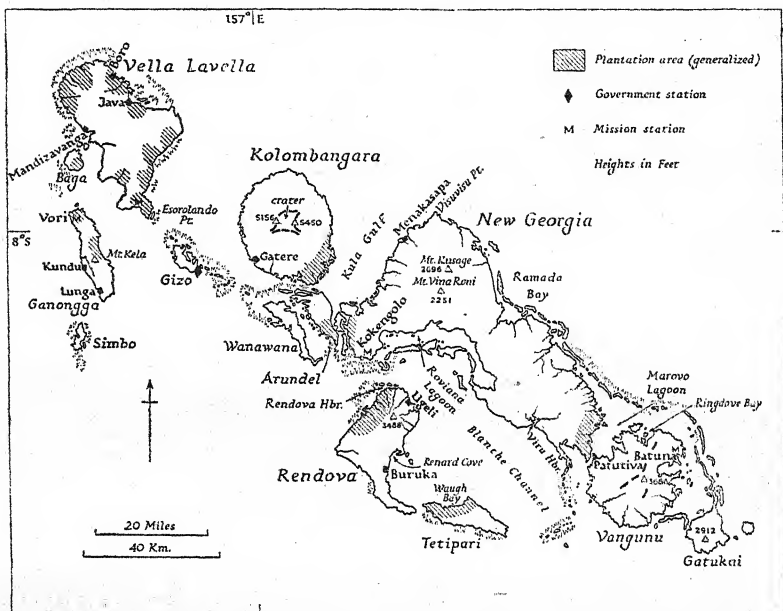 157° E
Boro
Vella Lavella
Java
Mandizavanga
Baga
Esorolando Pt.
Vori
Mt. Kela
Kundu
Lunga
Ganongga
Simbo
Gizo
8°S
Kolombangara
crater
5156
5450
Gatere
Kula Gulf
Menakasapa
Visuvisu Pt.
New Georgia
Mt. Kusage
2096
Mt. Vina Roni
2251
Ramada Bay
Wanawana
Arundel
Kokengolo
Roviana Lagoon
Rendova Hbr.
Ugeli
3488
Rendova
Renard Cove
Buruka
Blanche Channel
Viru Hbr.
Waugh Bay
Tetipari
Marovo Lagoon
Ringdove Bay
Patutiva
Batuna
M
Vangunu
2912
Gatukai
Plantation area (generalized)
Government station
M Mission station
Heights in Feet
20 Miles
40 Km.